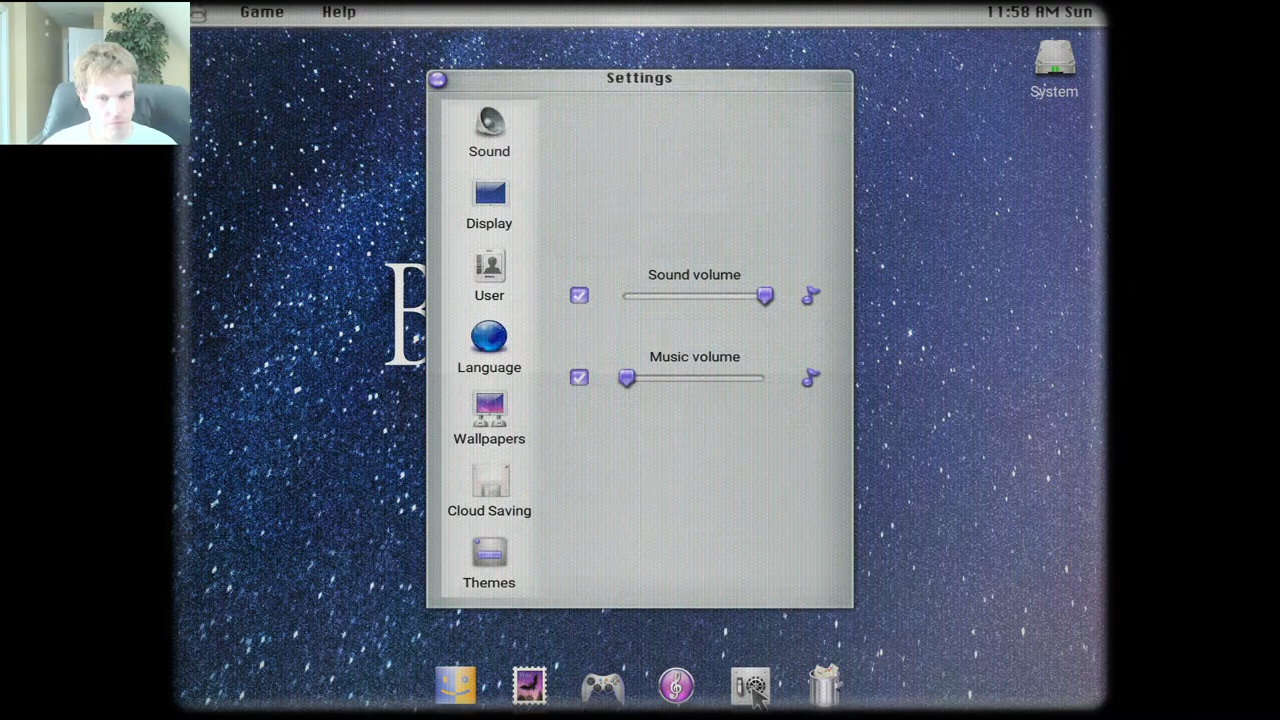 Game Help 11:58 AM Sun
Settings
System
Sound
Display
User
Language
Wallpapers
Cloud Saving
Themes
Sound volume
Music volume